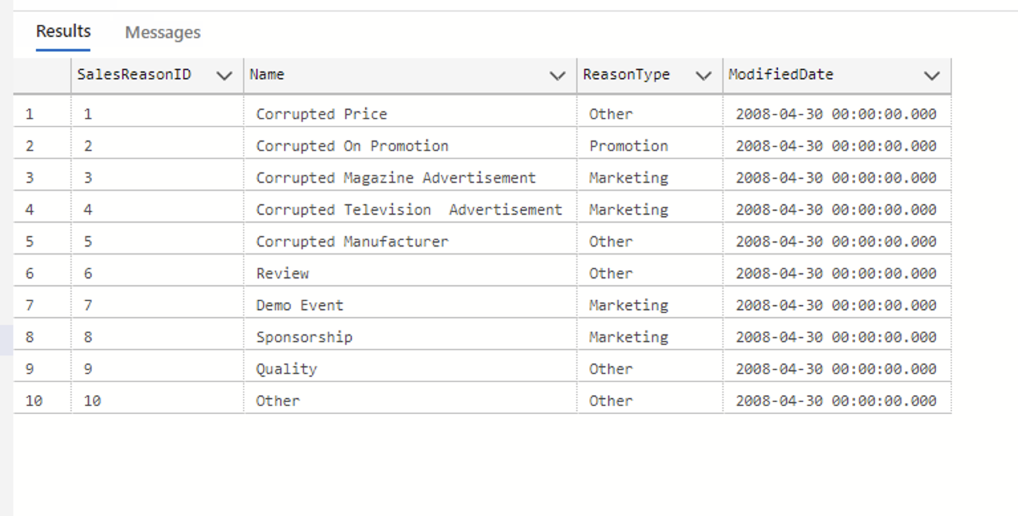 Results Messages
SalesReasonID Name ReasonType ModifiedDate
1 1 Corrupted Price Other 2008-04-30 00:00:00.000
2 2 Corrupted On Promotion Promotion 2008-04-30 00:00:00.000
3 3 Corrupted Magazine Advertisement Marketing 2008-04-30 00:00:00.000
4 4 Corrupted Television  Advertisement Marketing 2008-04-30 00:00:00.000
5 5 Corrupted Manufacturer Other 2008-04-30 00:00:00.000
6 6 Review Other 2008-04-30 00:00:00.000
7 7 Demo Event Marketing 2008-04-30 00:00:00.000
8 8 Sponsorship Marketing 2008-04-30 00:00:00.000
9 9 Quality Other 2008-04-30 00:00:00.000
10 10 Other Other 2008-04-30 00:00:00.000